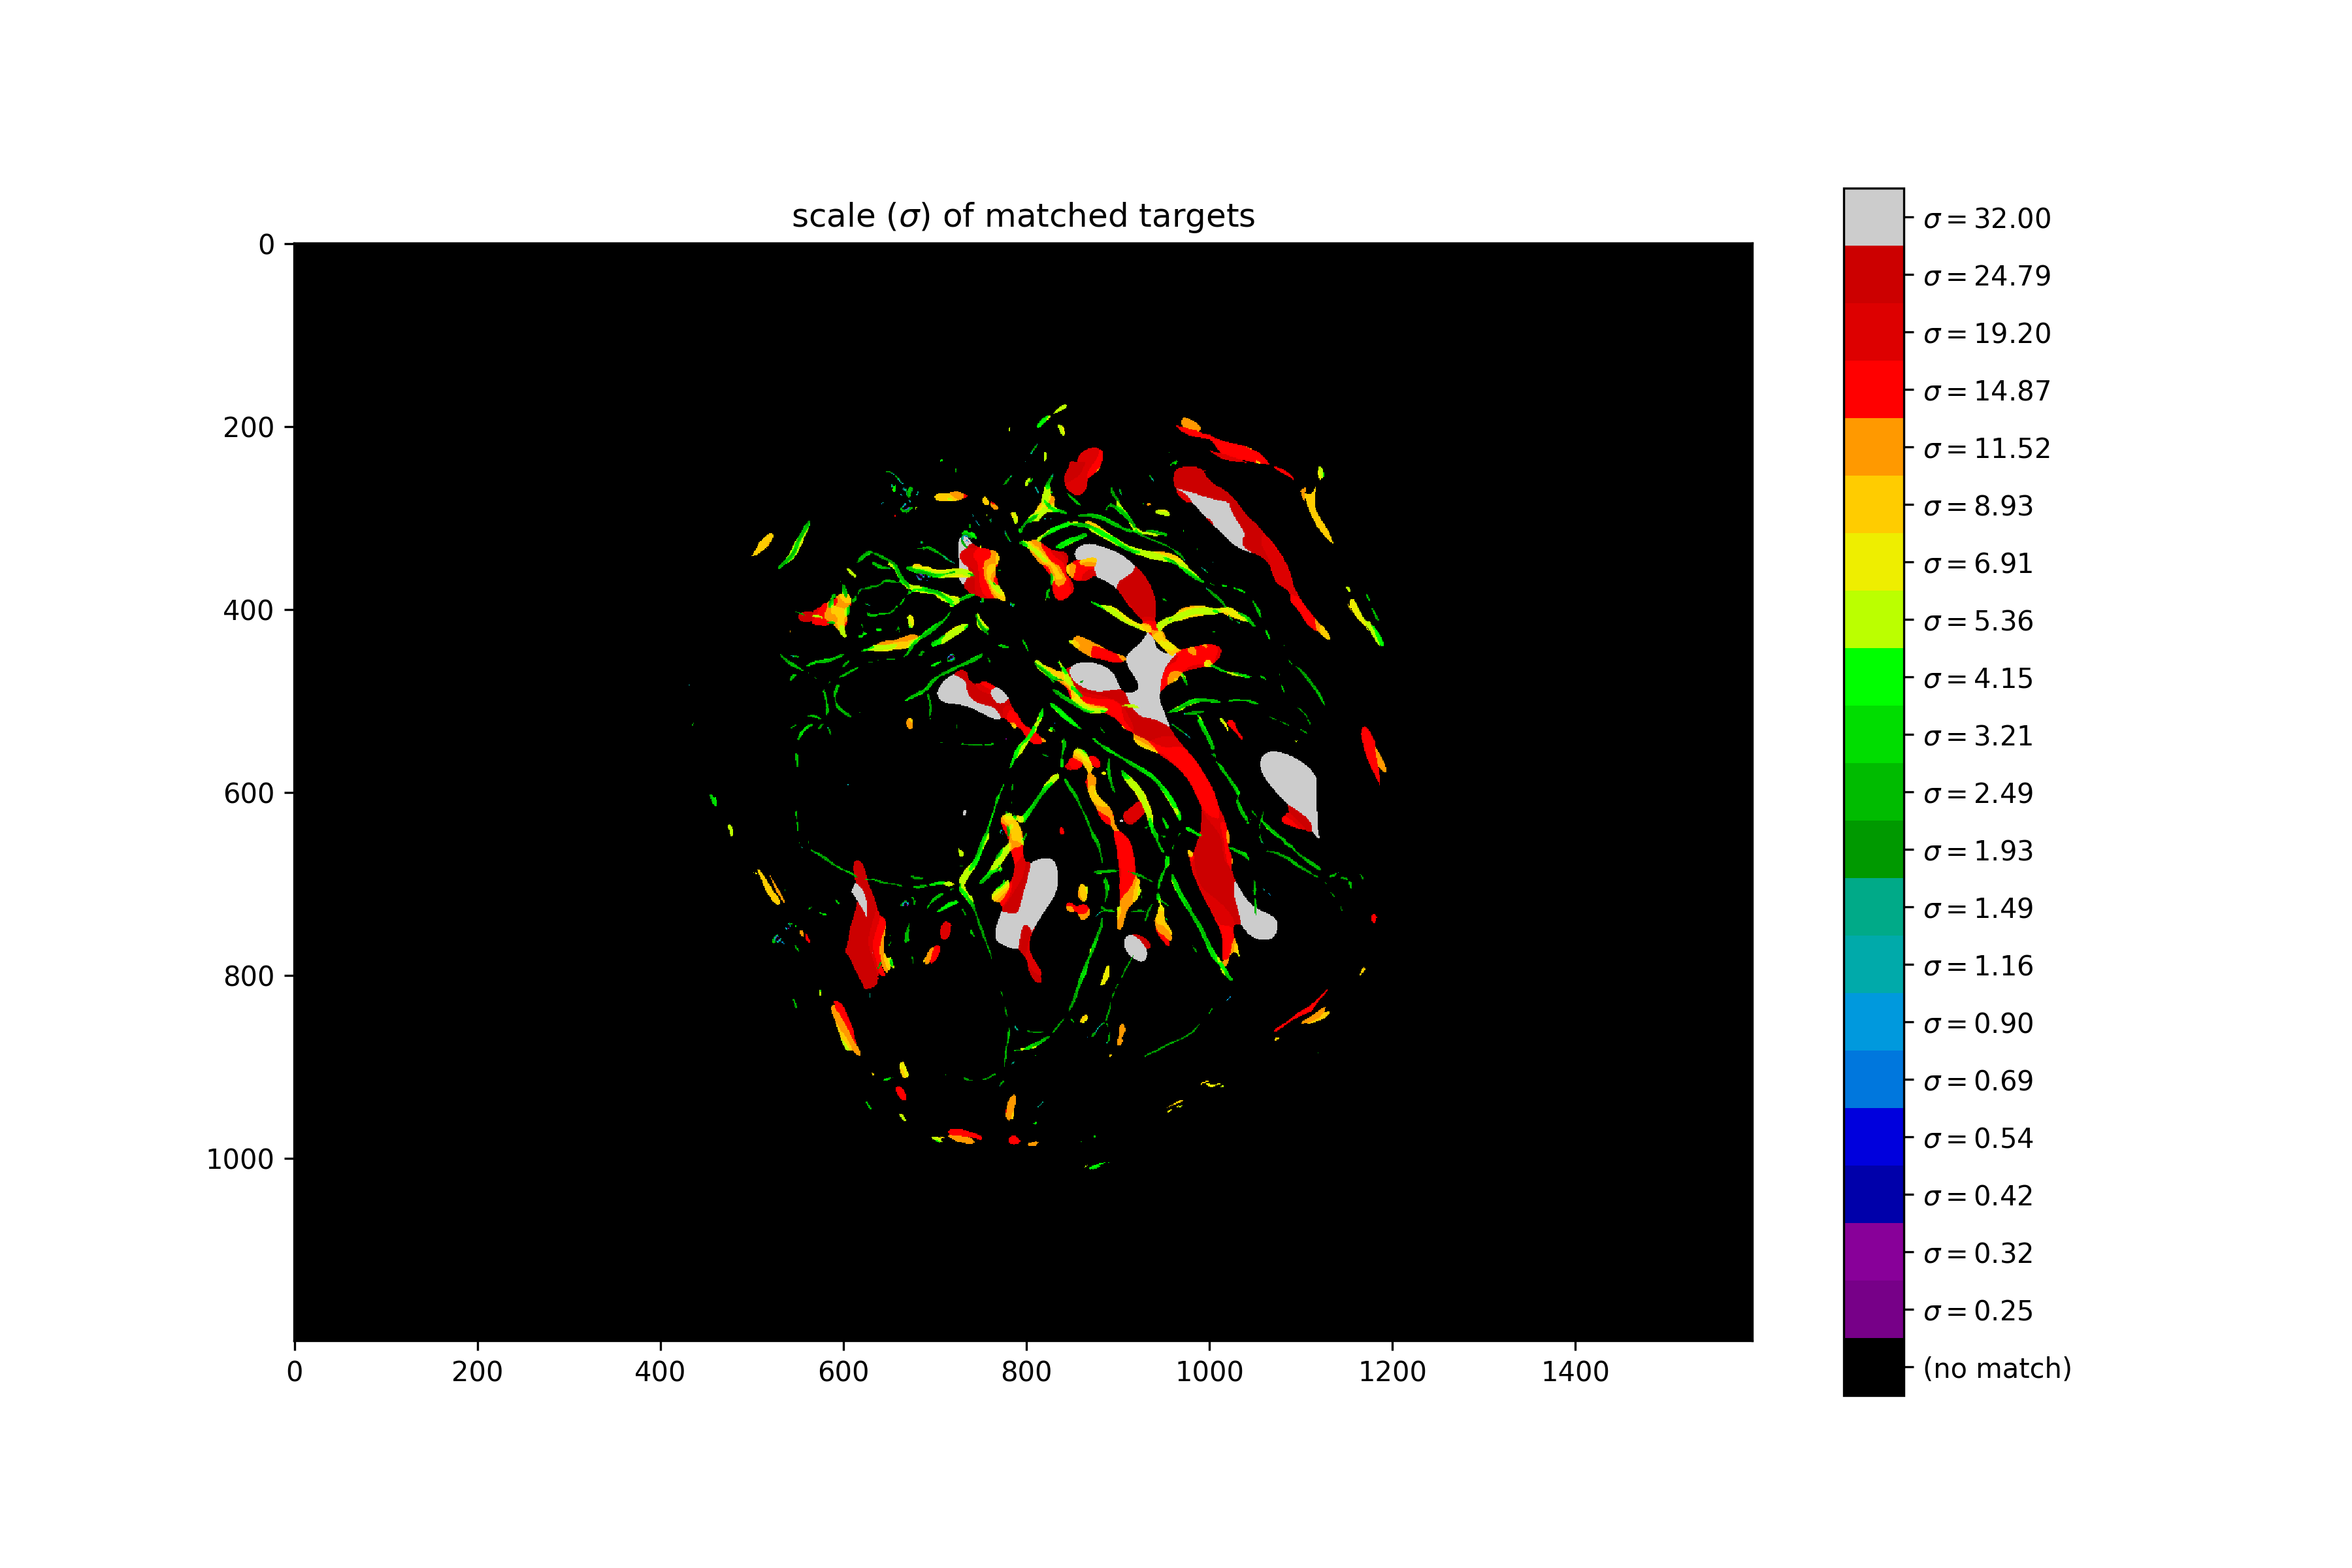 scale (σ) of matched targets
0
200
400
600
800
1000
0 200 400 600 800 1000 1200 1400
σ = 32.00
σ = 24.79
σ = 19.20
σ = 14.87
σ = 11.52
σ = 8.93
σ = 6.91
σ = 5.36
σ = 4.15
σ = 3.21
σ = 2.49
σ = 1.93
σ = 1.49
σ = 1.16
σ = 0.90
σ = 0.69
σ = 0.54
σ = 0.42
σ = 0.32
σ = 0.25
(no match)